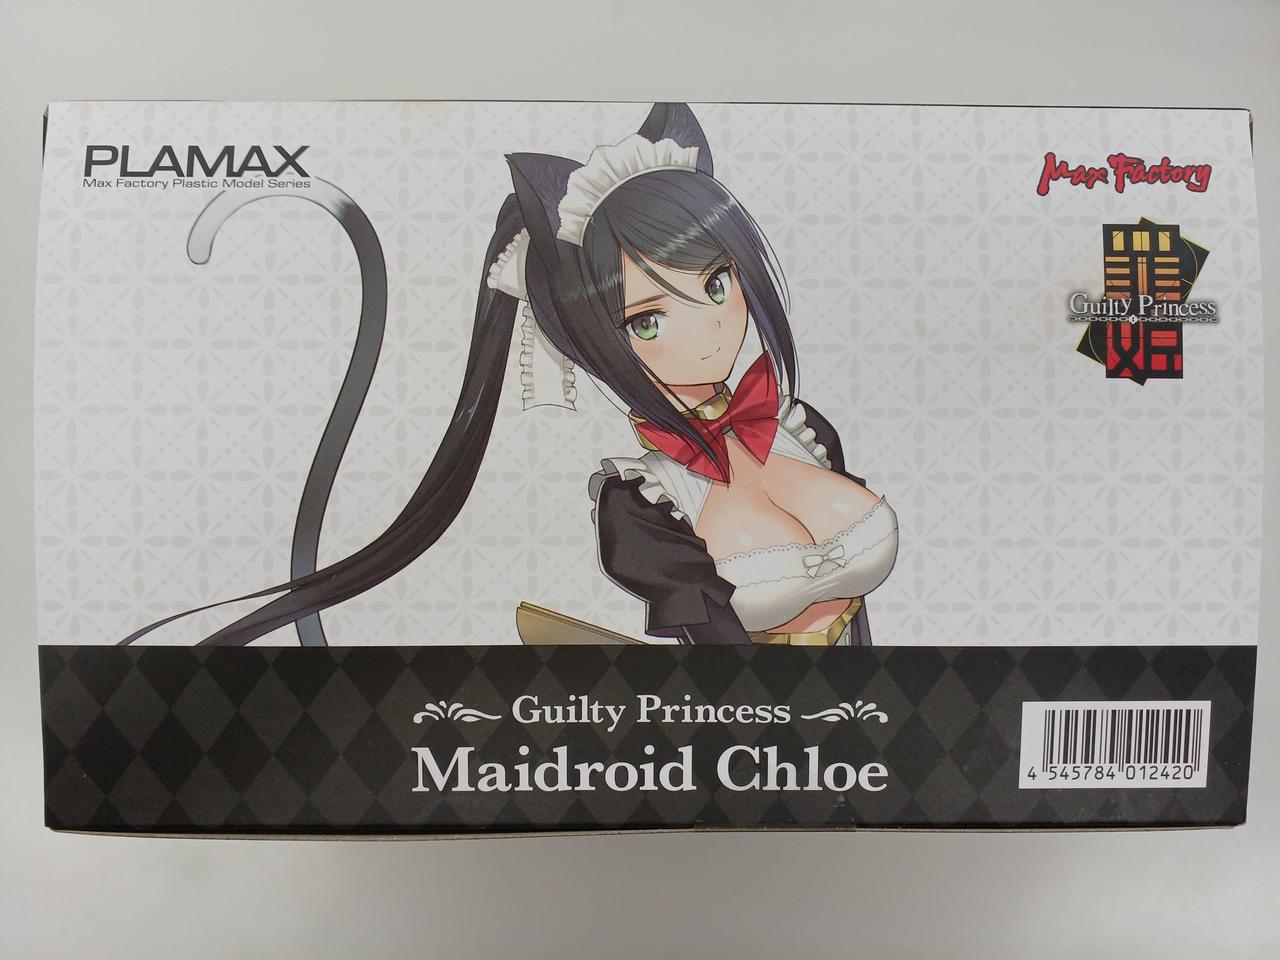 PLAMAX
Max Factory Plastic Model Series
Max Factory
罪
Guilty Princess
姫
Guilty Princess
Maidroid Chloe
4 545784 012420